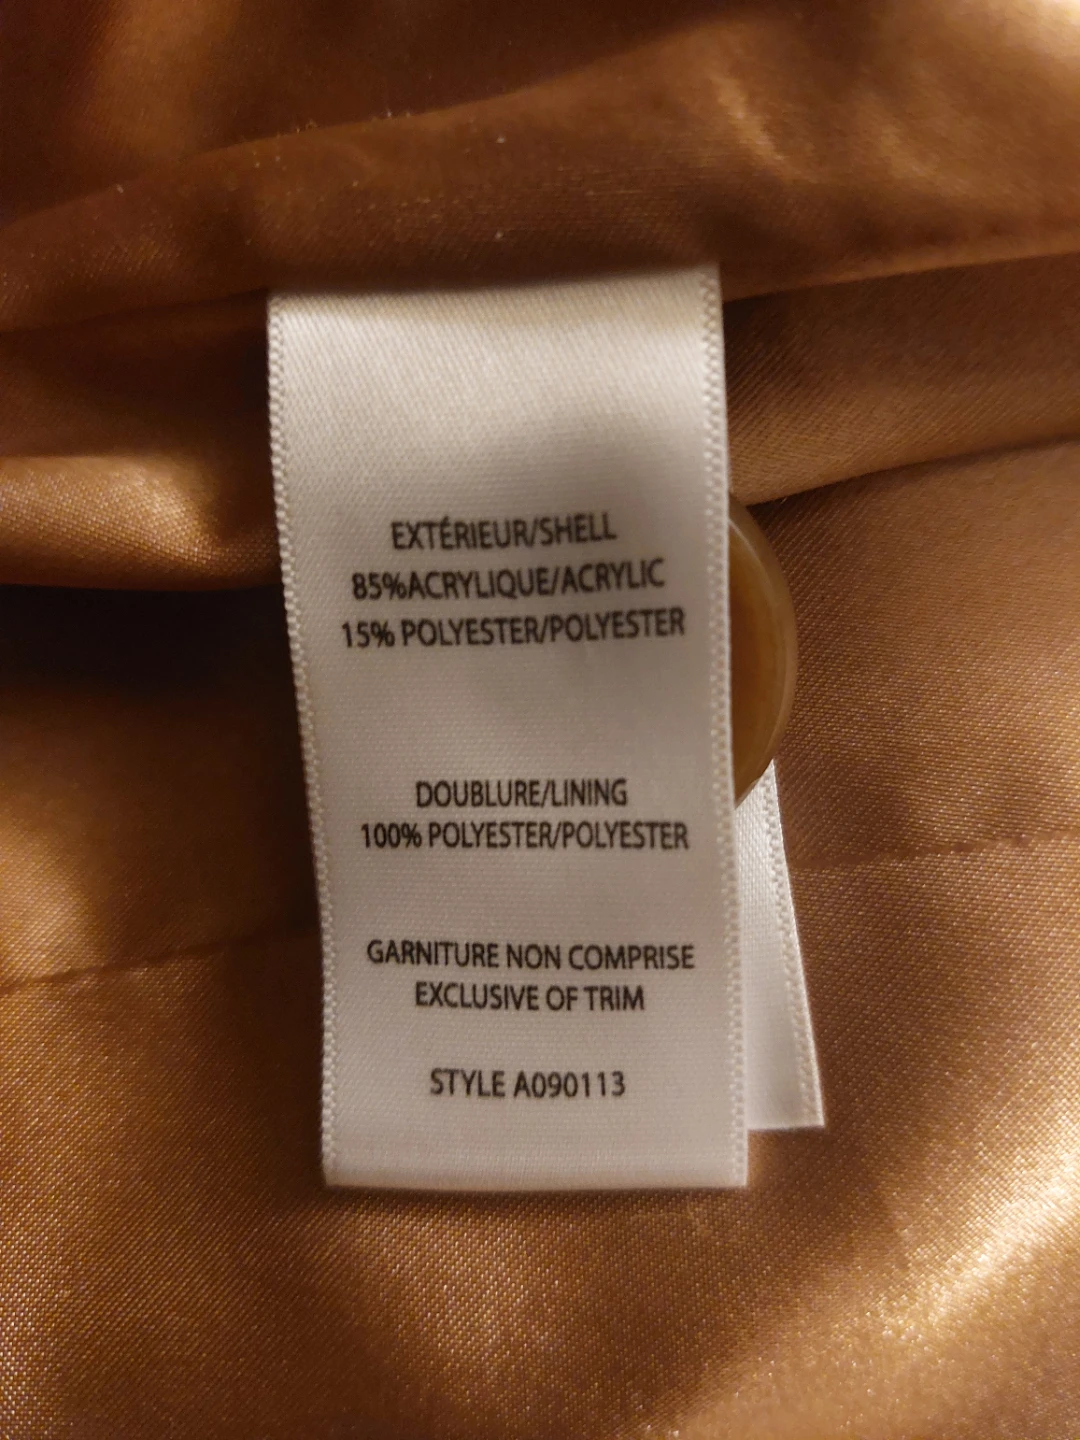 EXTÉRIEUR/SHELL
85%ACRYLIQUE/ACRYLIC
15% POLYESTER/POLYESTER
DOUBLURE/LINING
100% POLYESTER/POLYESTER
GARNITURE NON COMPRISE
EXCLUSIVE OF TRIM
STYLE A090113